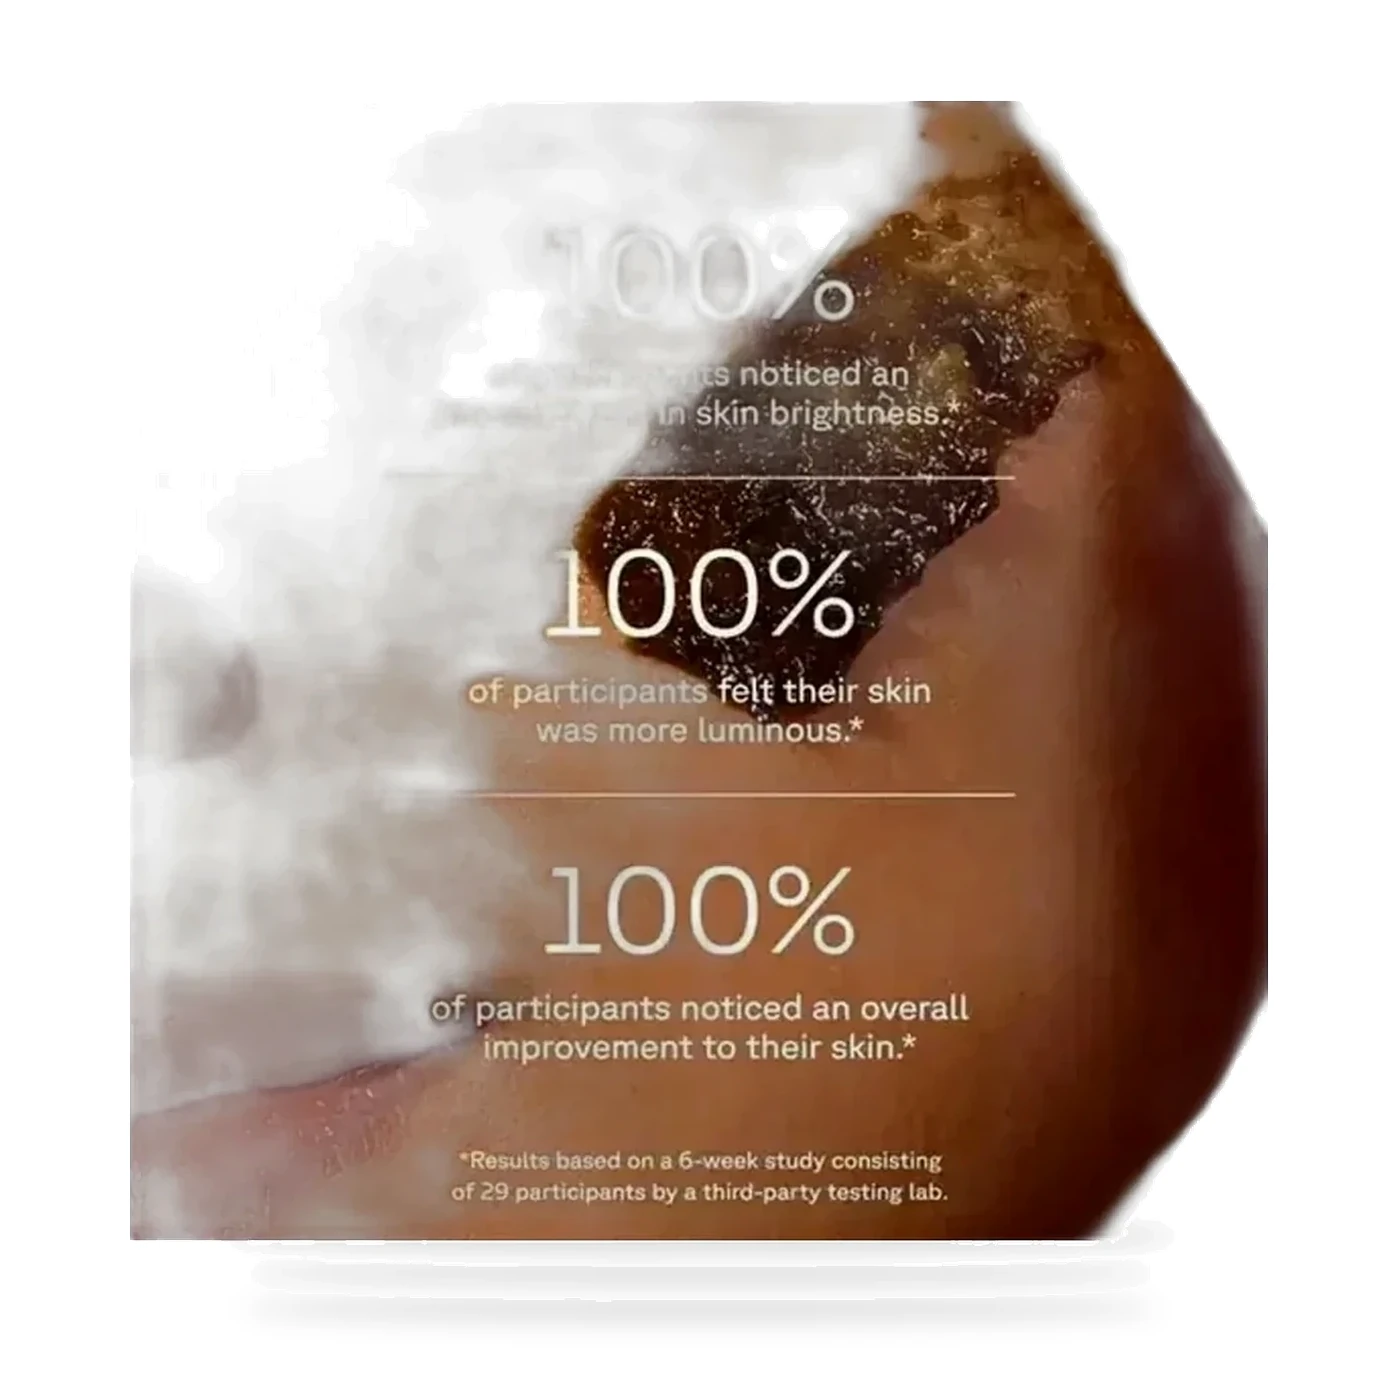 100%
noticed an
in skin brightness.*
100%
of participants felt their skin
was more luminous.*
100%
of participants noticed an overall
improvement to their skin.*
*Results based on a 6-week study consisting
of 29 participants by a third-party testing lab.